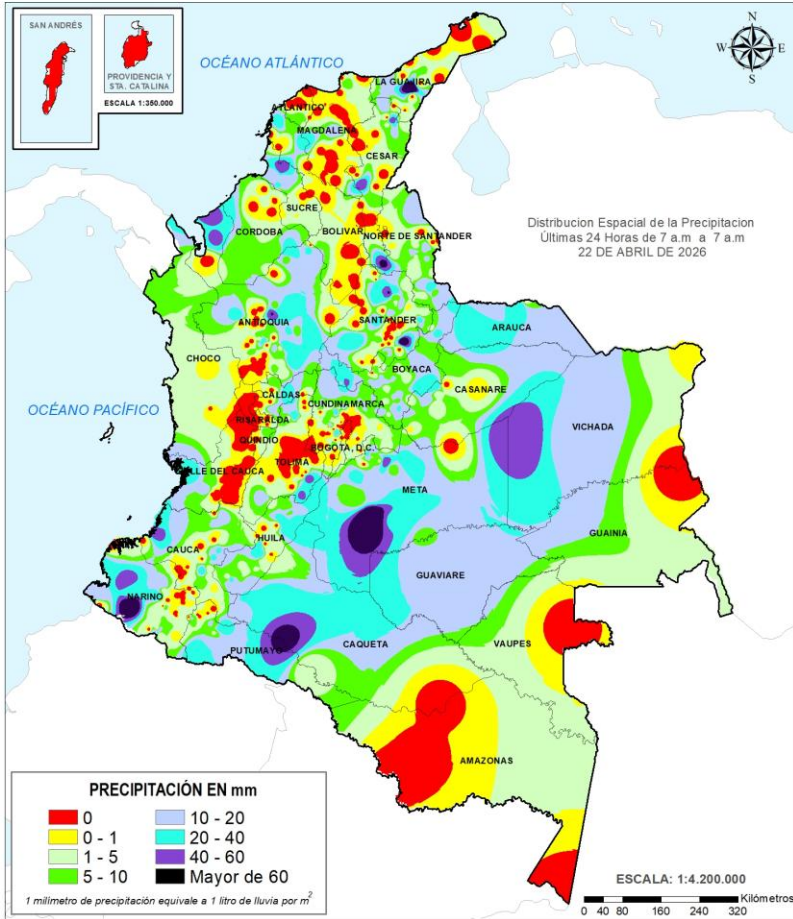 SAN ANDRÉS
PROVIDENCIA Y
STA. CATALINA
ESCALA 1:350.000
OCÉANO ATLÁNTICO
N
W
E
S
LA GUAJIRA
ATLANTICO
MAGDALENA
CESAR
SUCRE
Distribucion Espacial de la Precipitacion
Últimas 24 Horas de 7 a.m a 7 a.m
22 DE ABRIL DE 2026
CORDOBA
BOLIVAR
NORTE DE SANTANDER
ANTIOQUIA
SANTANDER
ARAUCA
CHOCO
BOYACA
CASANARE
CALDAS
CUNDINAMARCA
OCÉANO PACÍFICO
RISARALDA
VICHADA
QUINDIO
BOGOTA, D.C.
TOLIMA
VALLE DEL CAUCA
META
GUAINIA
HUILA
CAUCA
GUAVIARE
NARIÑO
PUTUMAYO
CAQUETA
VAUPES
AMAZONAS
PRECIPITACIÓN EN mm
0
0 - 1
1 - 5
5 - 10
10 - 20
20 - 40
40 - 60
Mayor de 60
1 milímetro de precipitación equivale a 1 litro de lluvia por m2
ESCALA: 1:4.200.000
Kilómetros
0 40 80 160 240 320